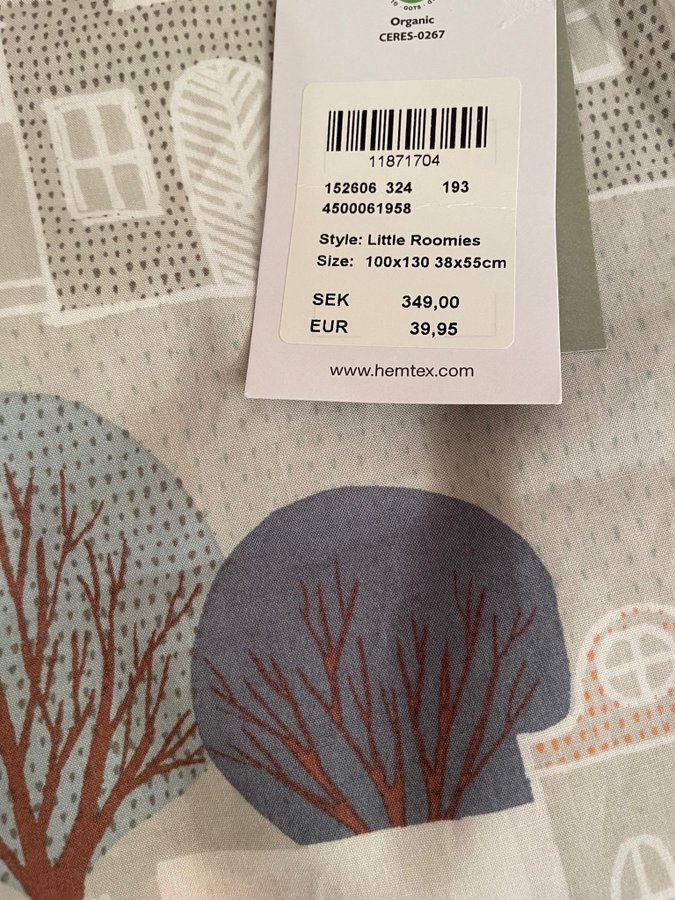 Organic
CERES-0267
11871704
152606 324 193
4500061958
Style: Little Roomies
Size: 100x130 38x55cm
SEK 349,00
EUR 39,95
www.hemtex.com